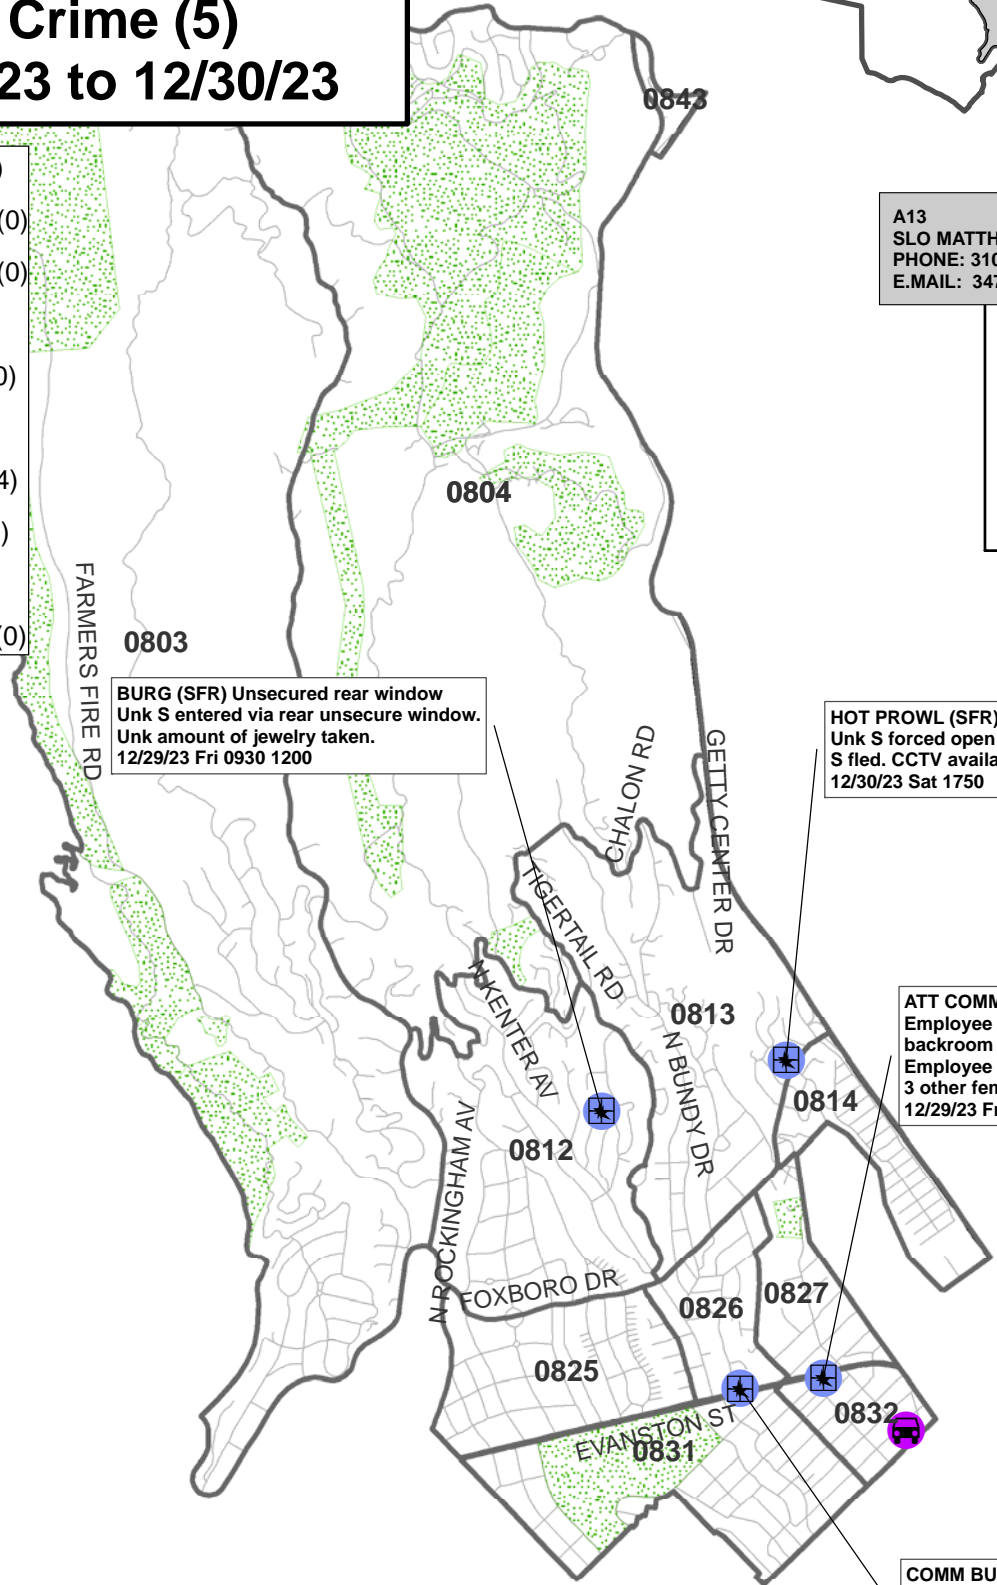 Crime (5)
23 to 12/30/23
)
(0)
(0)
0)
4)
)
(0)
0843
A13
SLO MATTH
PHONE: 310
E.MAIL: 347
0804
FARMERS FIRE RD
0803
BURG (SFR) Unsecured rear window
Unk S entered via rear unsecure window.
Unk amount of jewelry taken.
12/29/23 Fri 0930 1200
HOT PROWL (SFR)
Unk S forced open
S fled. CCTV availa
12/30/23 Sat 1750
CHALON RD
GETTY CENTER DR
TIGERTAIL RD
N KENTER AV
0813
N BUNDY DR
ATT COMM
Employee
backroom
Employee
3 other fem
12/29/23 Fr
0814
0812
N ROCKINGHAM AV
FOXBORO DR
0826
0827
0825
0832
EVANSTON ST
0831
COMM BU